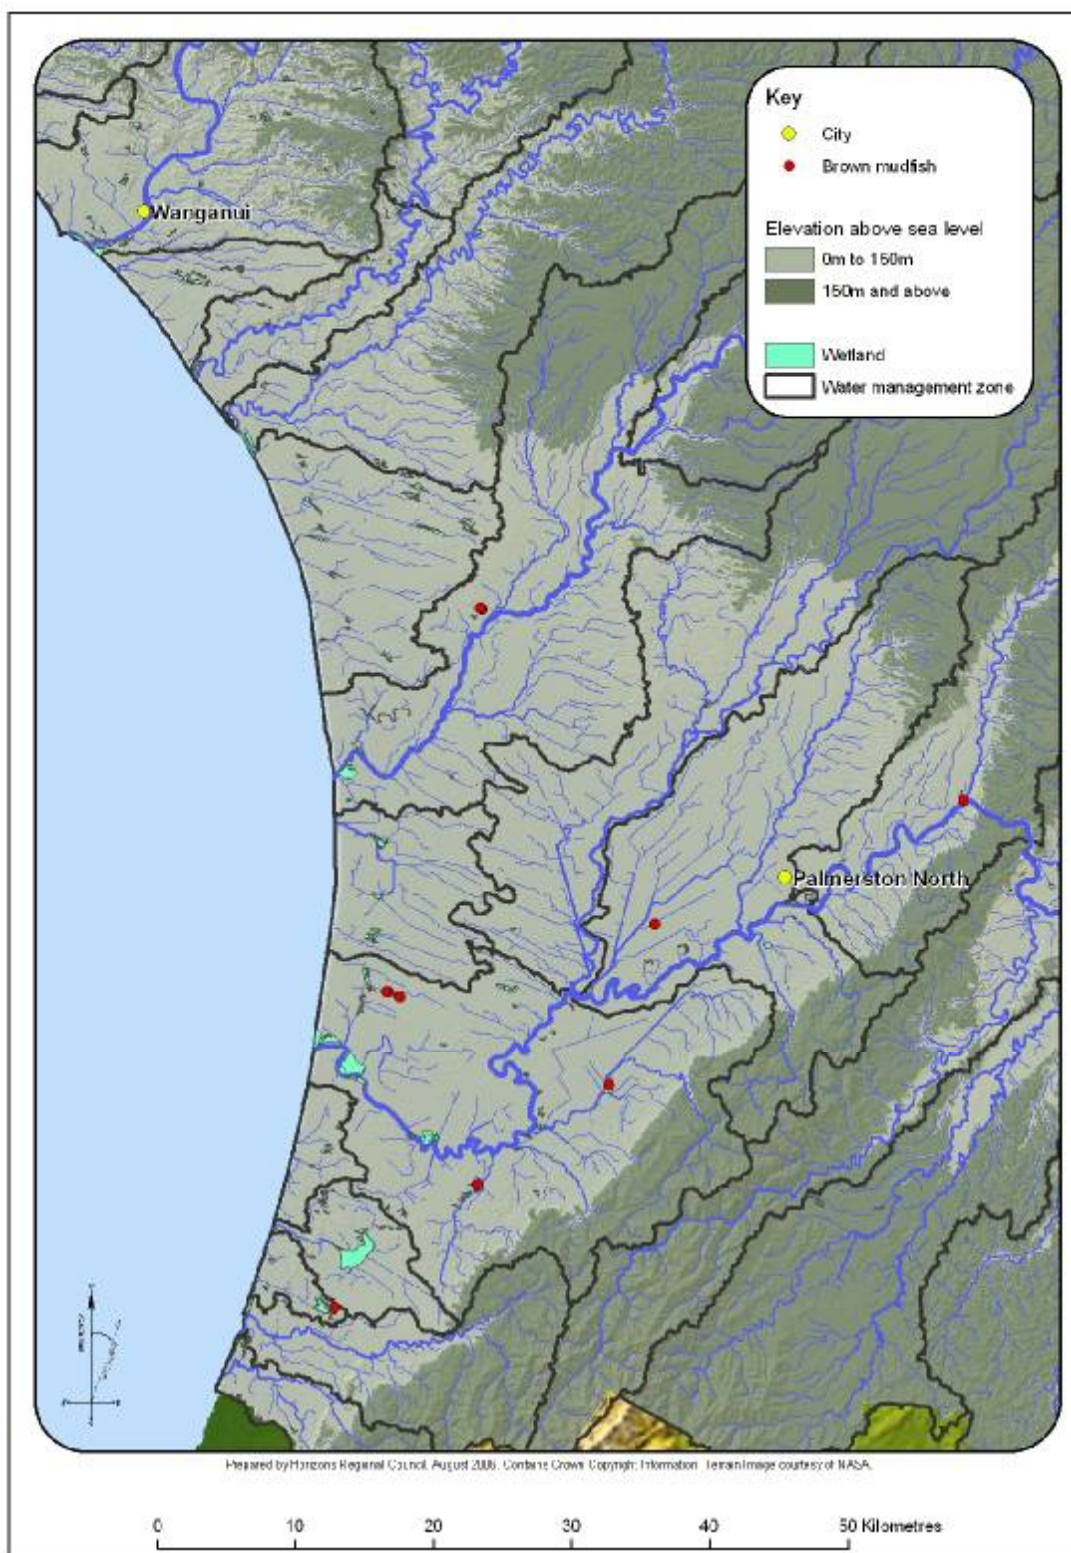 Key
City
Brown mudfish
Elevation above sea level
0m to 150m
150m and above
Wetland
Water management zone
Wanganui
Palmerston North
Prepared by Horizons Regional Council, August 2006. Contains Crown Copyright Information. Terrain Image courtesy of NASA.
0 10 20 30 40 50 Kilometres